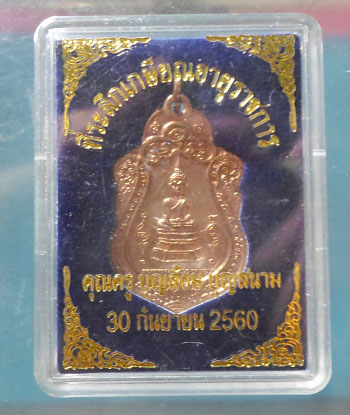 ที่ระลึกเกษียณอายุราชการ
คุณครู
30 กันยายน 2560